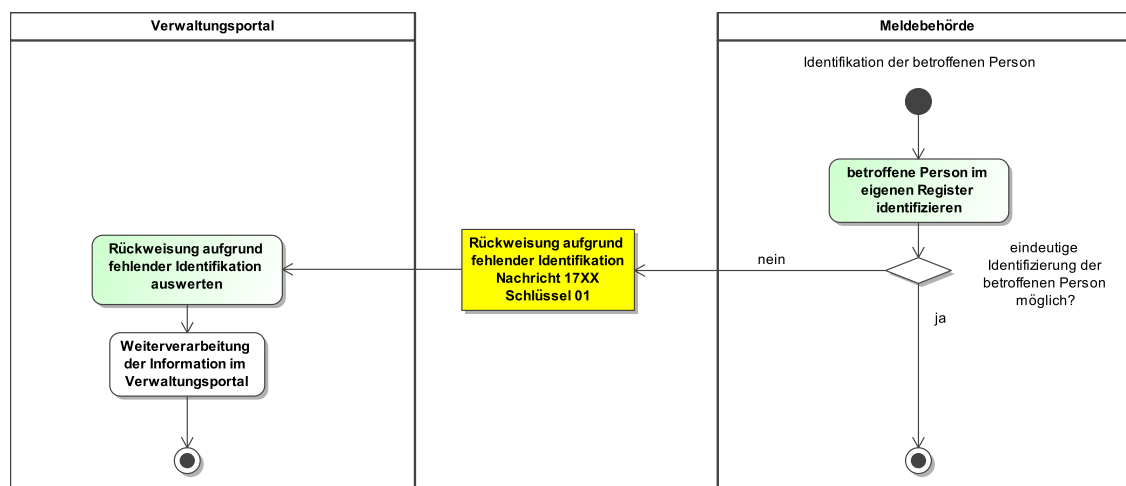 Verwaltungsportal
Meldebehörde
Identifikation der betroffenen Person
betroffene Person im
eigenen Register
identifizieren
eindeutige
Identifizierung der
betroffenen Person
möglich?
nein
ja
Rückweisung aufgrund
fehlender Identifikation
Nachricht 17XX
Schlüssel 01
Rückweisung aufgrund
fehlender Identifikation
auswerten
Weiterverarbeitung
der Information im
Verwaltungsportal